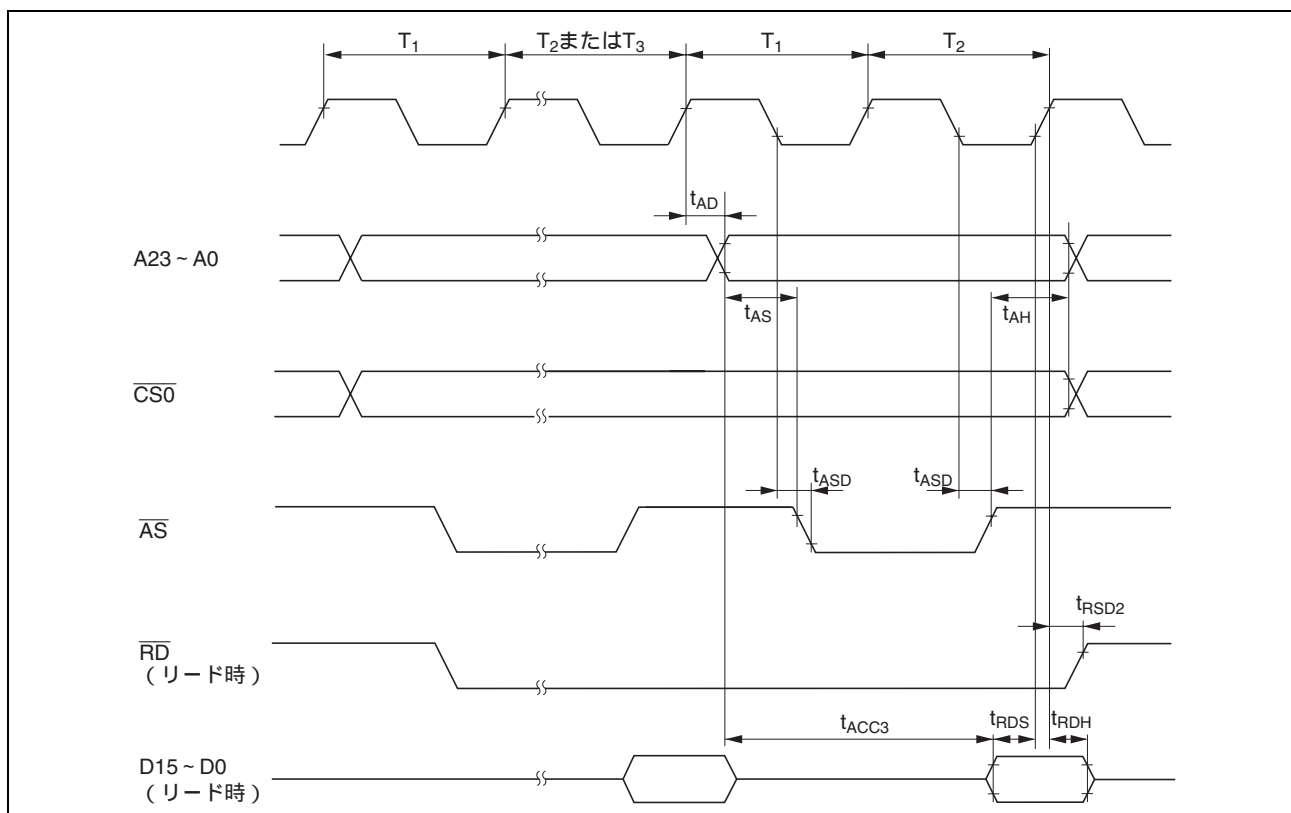 T1 T2またはT3 T1 T2
tAD
A23 ~ A0
tAS tAH
CS0
tASD tASD
AS
tRSD2
RD
（リード時）
tACC3 tRDS tRDH
D15 ~ D0
（リード時）